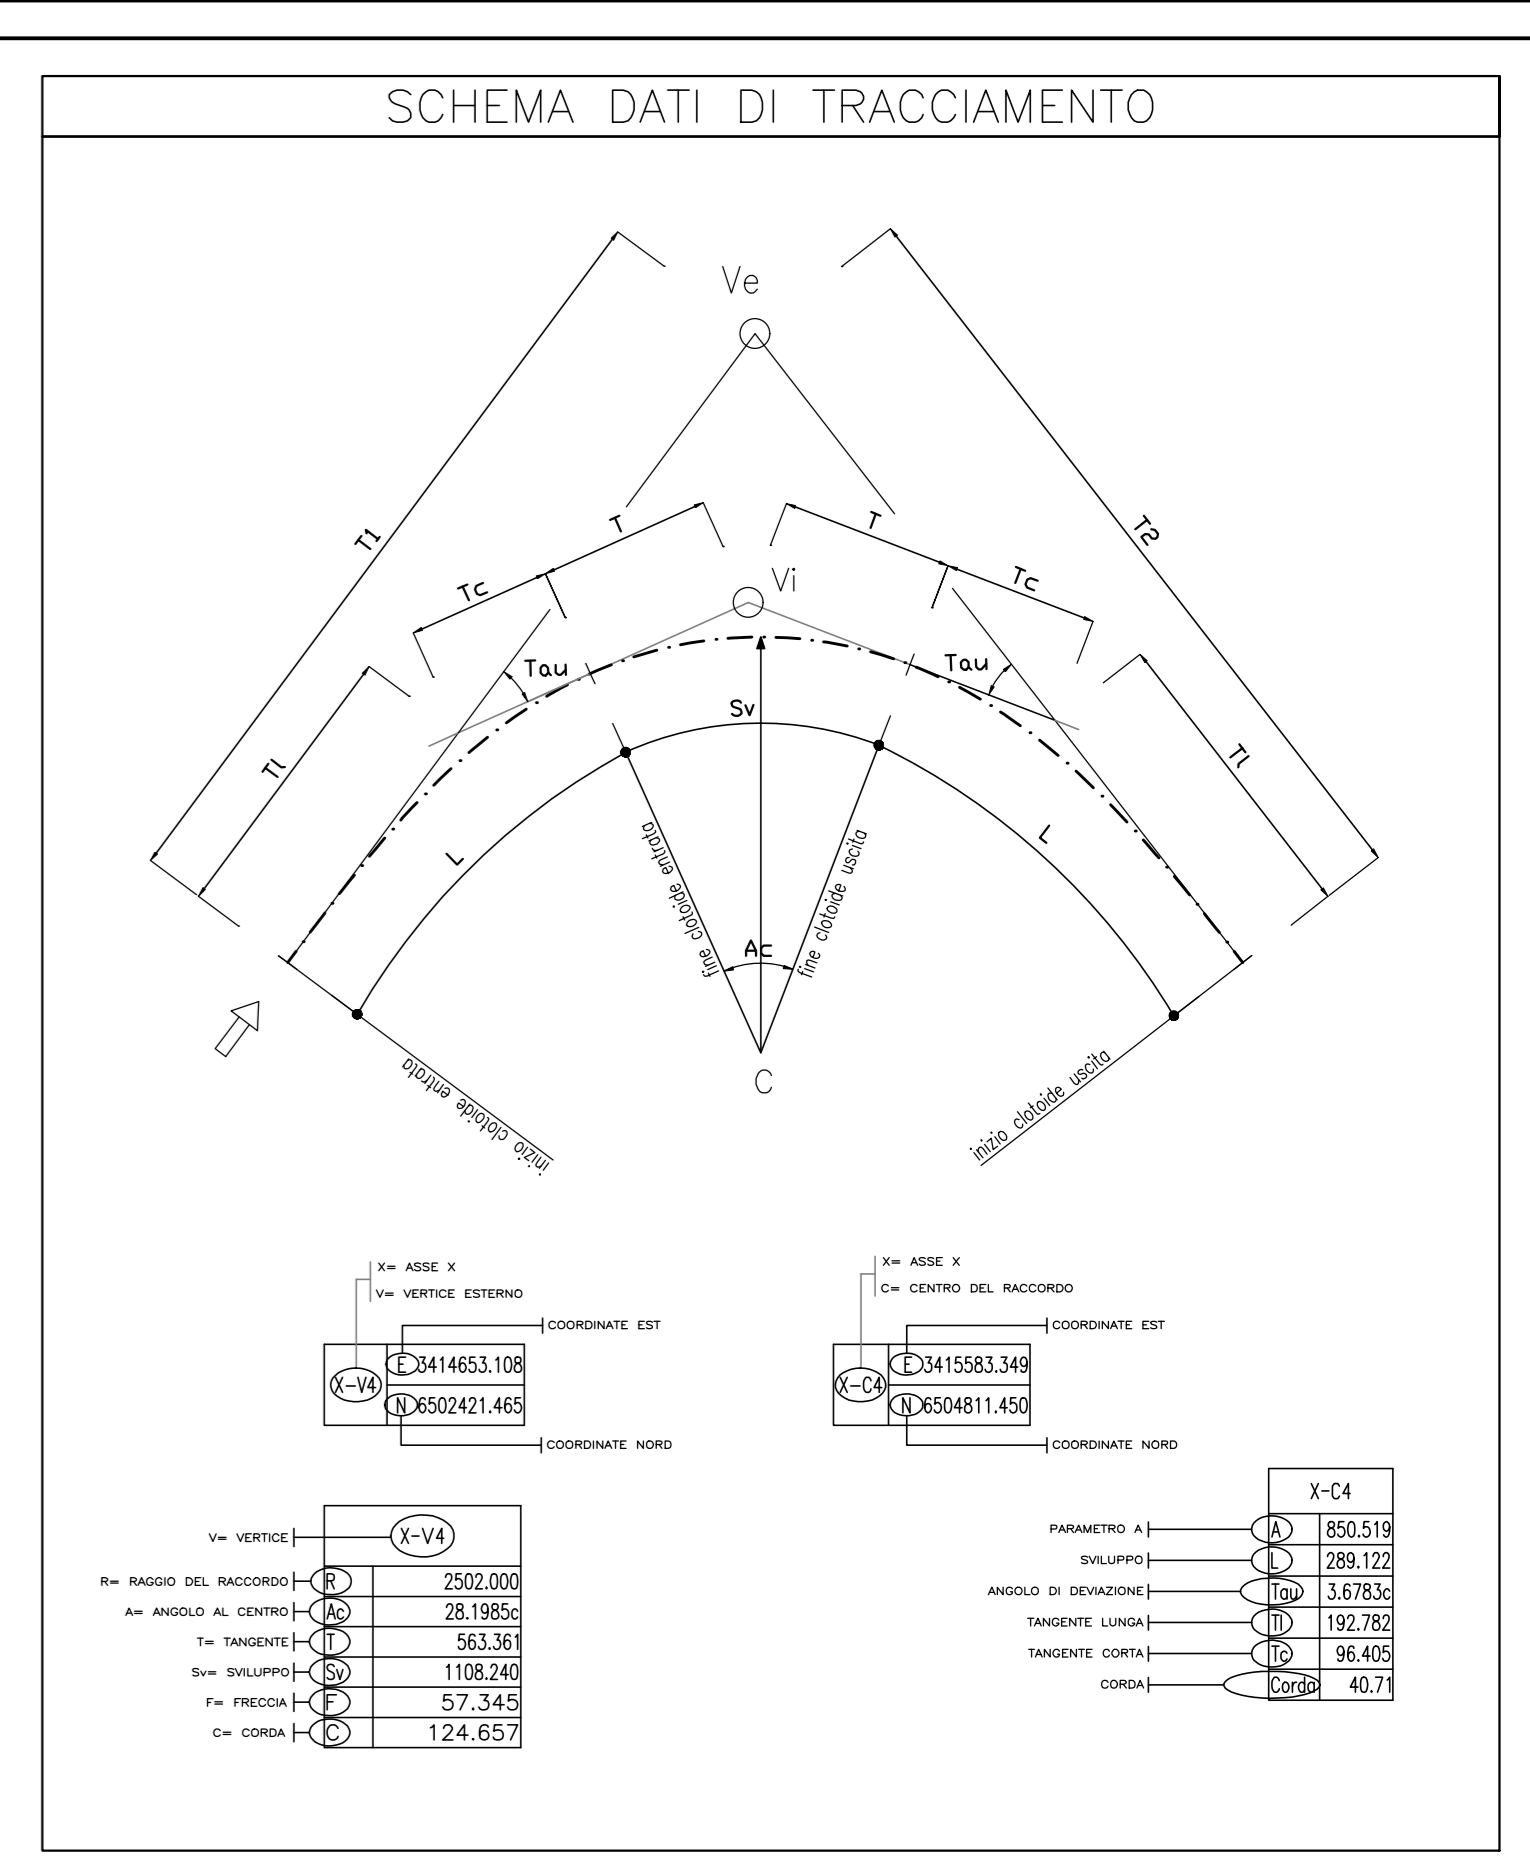 SCHEMA DATI DI TRACCIAMENTO
Ve
T1
T2
T
T
Tc
Tc
Vi
Tau
Tau
Sv
Tl
Tl
L
L
fine clotoide entrata
fine clotoide uscita
Ac
C
inizio clotoide entrata
inizio clotoide uscita
X= ASSE X
V= VERTICE ESTERNO
COORDINATE EST
X-V4
E 3414653.108
N 6502421.465
COORDINATE NORD
X= ASSE X
C= CENTRO DEL RACCORDO
COORDINATE EST
X-C4
E 3415583.349
N 6504811.450
COORDINATE NORD
V= VERTICE X-V4
R= RAGGIO DEL RACCORDO R 2502.000
A= ANGOLO AL CENTRO Ac 28.1985c
T= TANGENTE T 563.361
Sv= SVILUPPO Sv 1108.240
F= FRECCIA F 57.345
C= CORDA C 124.657
X-C4
PARAMETRO A A 850.519
SVILUPPO L 289.122
ANGOLO DI DEVIAZIONE Tau 3.6783c
TANGENTE LUNGA Tl 192.782
TANGENTE CORTA Tc 96.405
CORDA Corda 40.71